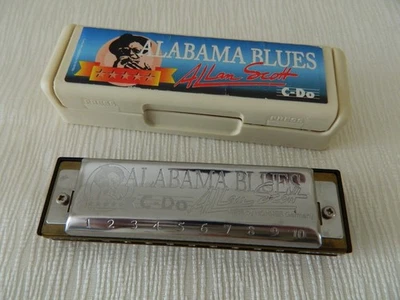 ALABAMA BLUES
Allan Scott
C-Do
ALABAMA BLUES
C-Do
1 2 3 4 5 6 7 8 9 10